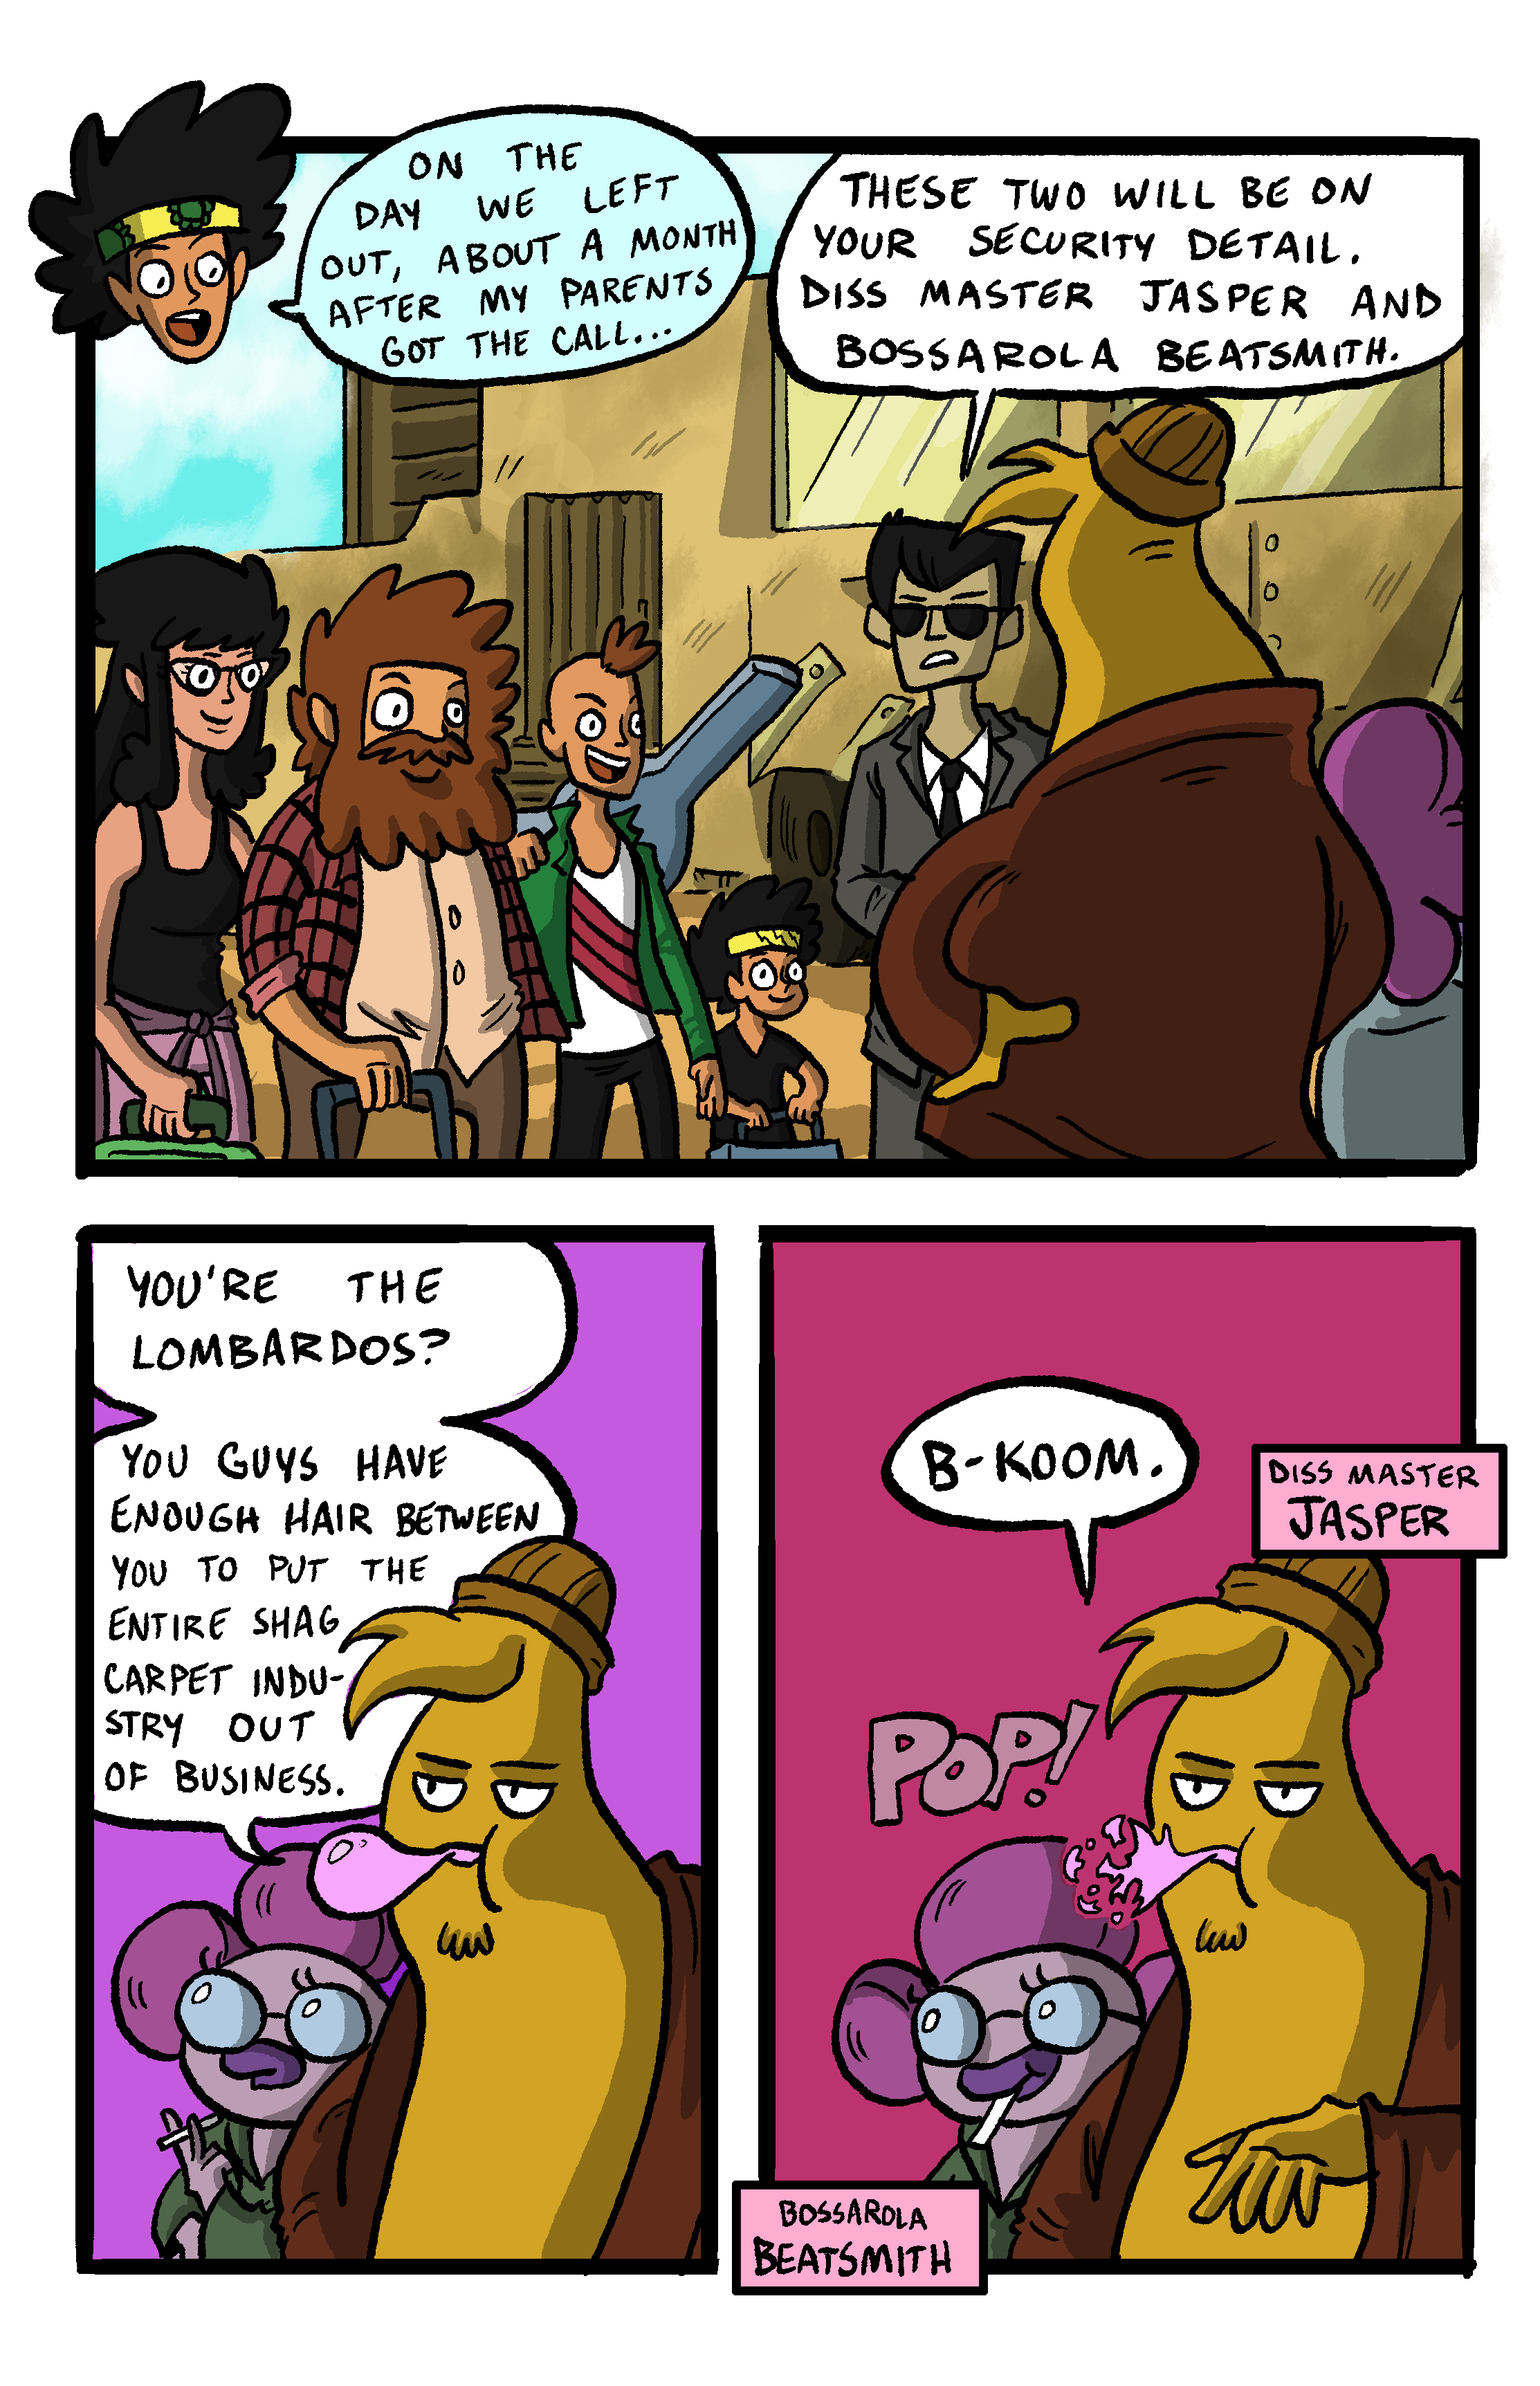 ON THE
DAY WE LEFT
OUT, ABOUT A MONTH
AFTER MY PARENTS
GOT THE CALL...
THESE TWO WILL BE ON
YOUR SECURITY DETAIL.
DISS MASTER JASPER AND
BOSSAROLA BEATSMITH.
YOU'RE THE
LOMBARDOS?
YOU GUYS HAVE
ENOUGH HAIR BETWEEN
YOU TO PUT THE
ENTIRE SHAG
CARPET INDU-
STRY OUT
OF BUSINESS.
B-KOOM.
DISS MASTER
JASPER
POP!
BOSSAROLA
BEATSMITH